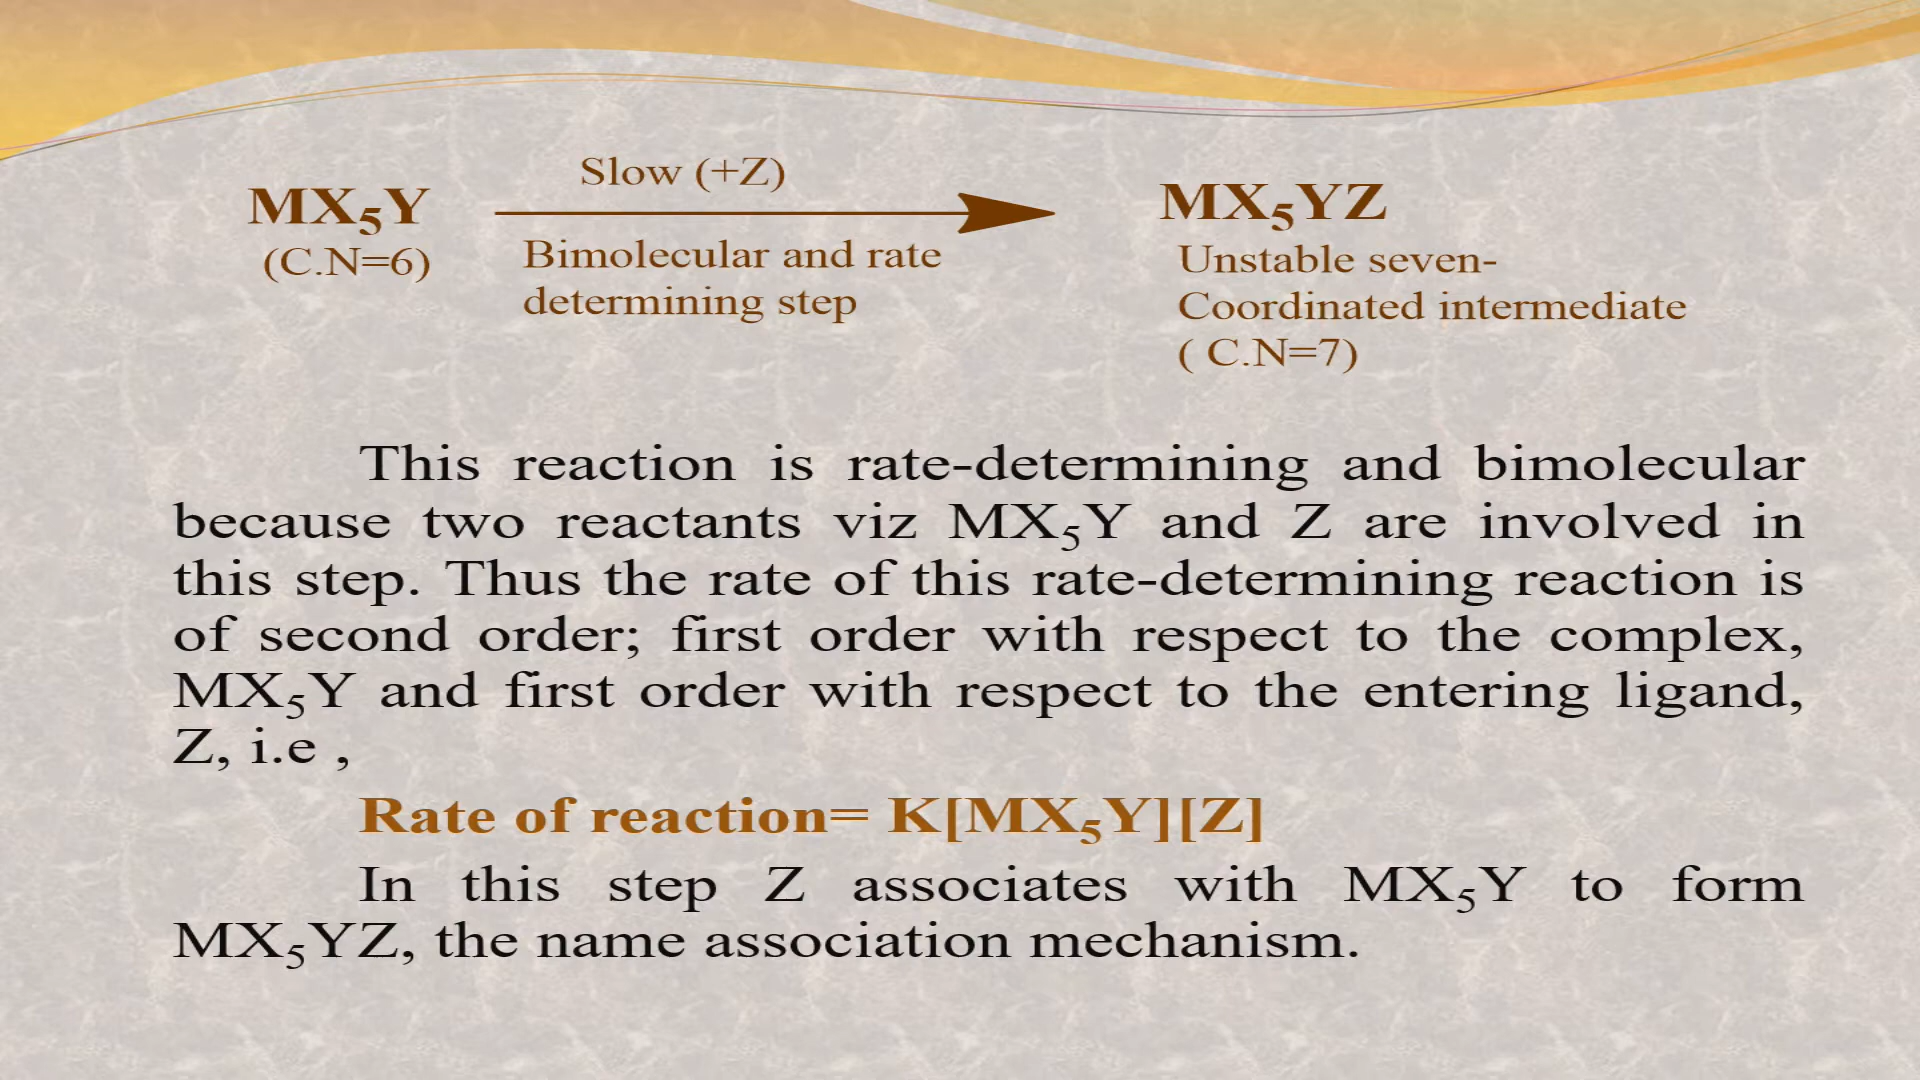 Slow (+Z)
MX₅Y
MX₅YZ
(C.N=6)
Bimolecular and rate
determining step
Unstable seven-
Coordinated intermediate
( C.N=7)
This reaction is rate-determining and bimolecular
because two reactants viz MX₅Y and Z are involved in
this step. Thus the rate of this rate-determining reaction is
of second order; first order with respect to the complex,
MX₅Y and first order with respect to the entering ligand,
Z, i.e ,
Rate of reaction= K[MX₅Y][Z]
In this step Z associates with MX₅Y to form
MX₅YZ, the name association mechanism.